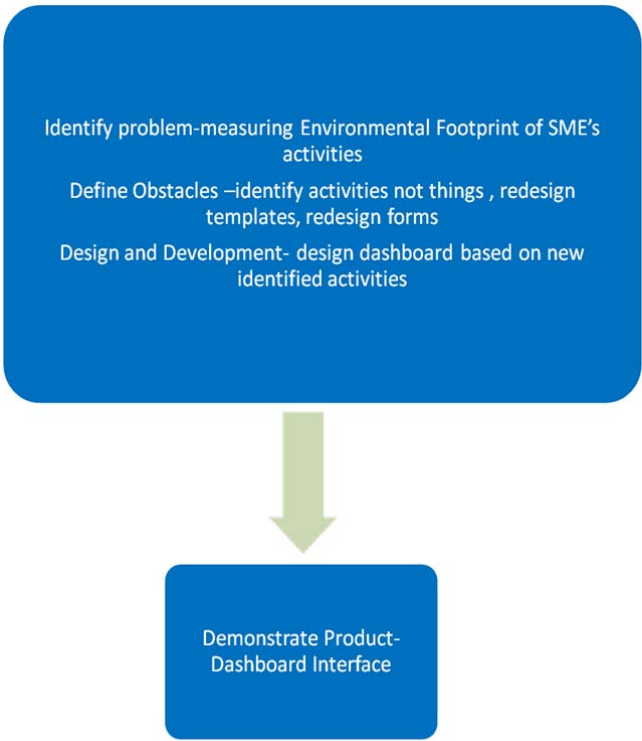 Identify problem-measuring Environmental Footprint of SME's
activities
Define Obstacles –identify activities not things , redesign
templates, redesign forms
Design and Development- design dashboard based on new
identified activities
Demonstrate Product-
Dashboard Interface